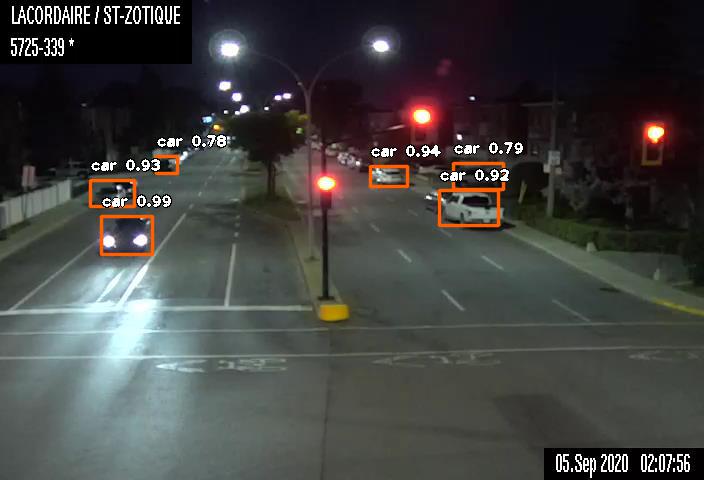 LACORDAIRE / ST-ZOTIQUE
5725-339 *
car 0.78
car 0.94
car 0.79
car 0.93
car 0.92
car 0.99
05.Sep 2020 02:07:56